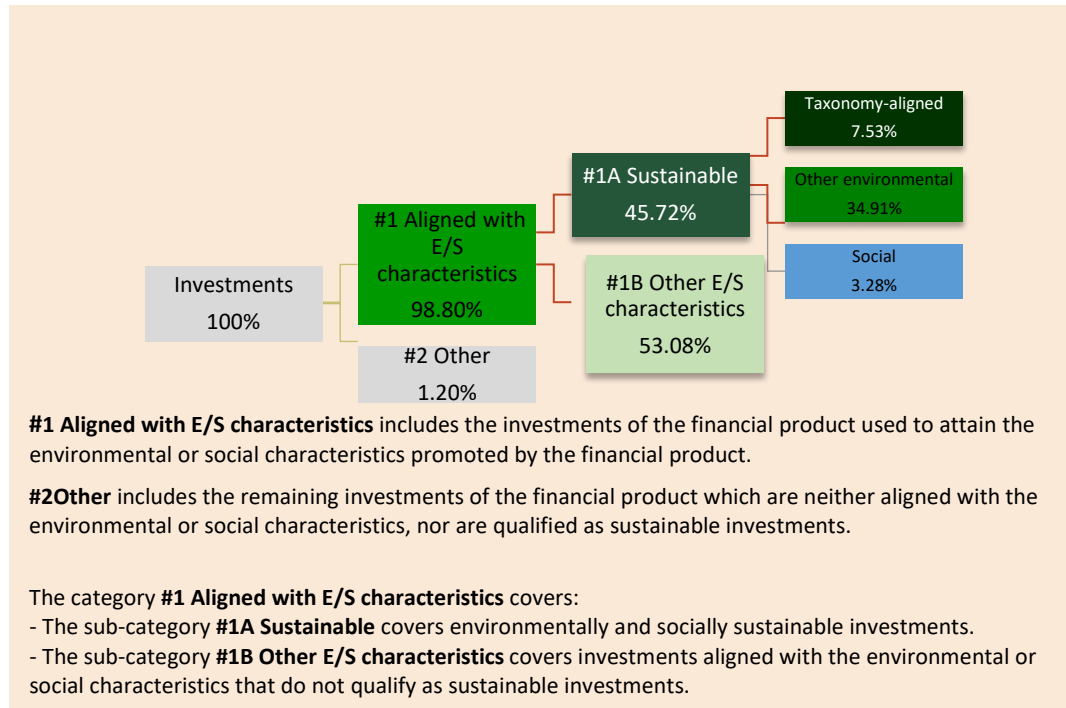 Taxonomy-aligned
7.53%
#1A Sustainable
45.72%
Other environmental
34.91%
#1 Aligned with
E/S
characteristics
98.80%
Social
3.28%
Investments
100%
#1B Other E/S
characteristics
53.08%
#2 Other
1.20%
#1 Aligned with E/S characteristics includes the investments of the financial product used to attain the
environmental or social characteristics promoted by the financial product.
#2Other includes the remaining investments of the financial product which are neither aligned with the
environmental or social characteristics, nor are qualified as sustainable investments.
The category #1 Aligned with E/S characteristics covers:
- The sub-category #1A Sustainable covers environmentally and socially sustainable investments.
- The sub-category #1B Other E/S characteristics covers investments aligned with the environmental or
social characteristics that do not qualify as sustainable investments.